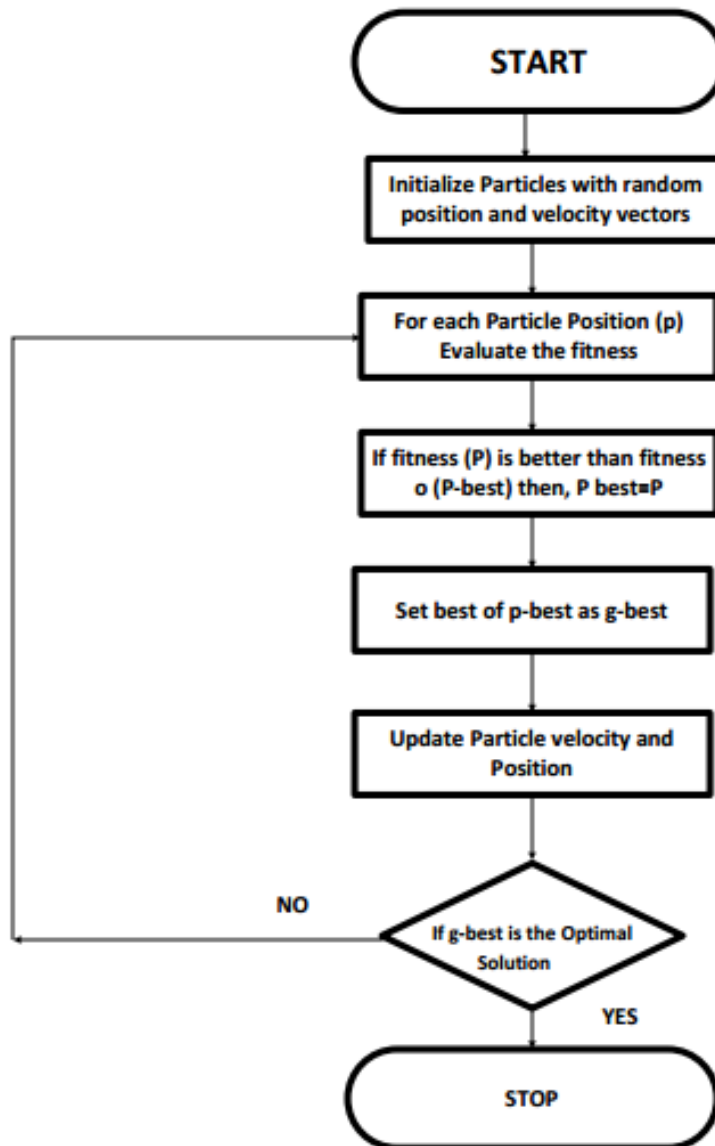 START
Initialize Particles with random
position and velocity vectors
For each Particle Position (p)
Evaluate the fitness
If fitness (P) is better than fitness
o (P-best) then, P best=P
Set best of p-best as g-best
Update Particle velocity and
Position
NO
If g-best is the Optimal
Solution
YES
STOP